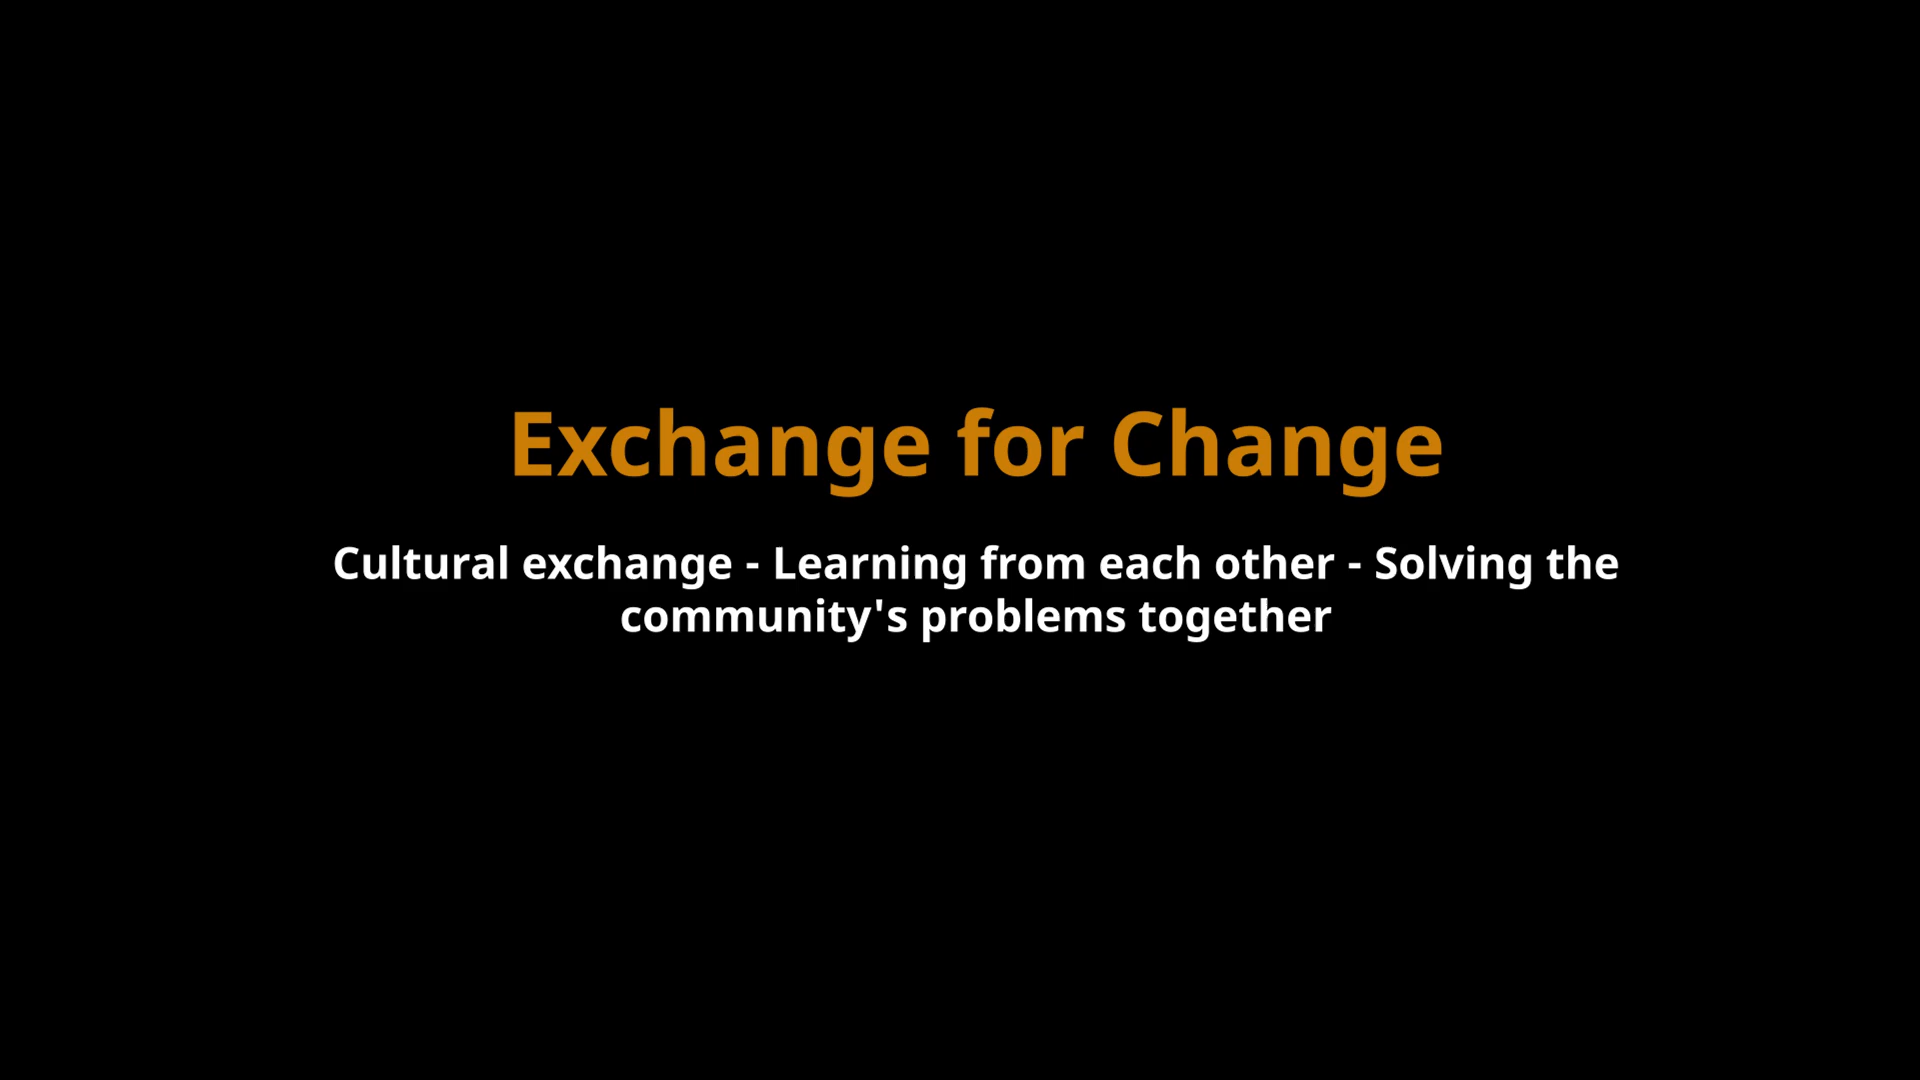 Exchange for Change
Cultural exchange - Learning from each other - Solving the
community's problems together